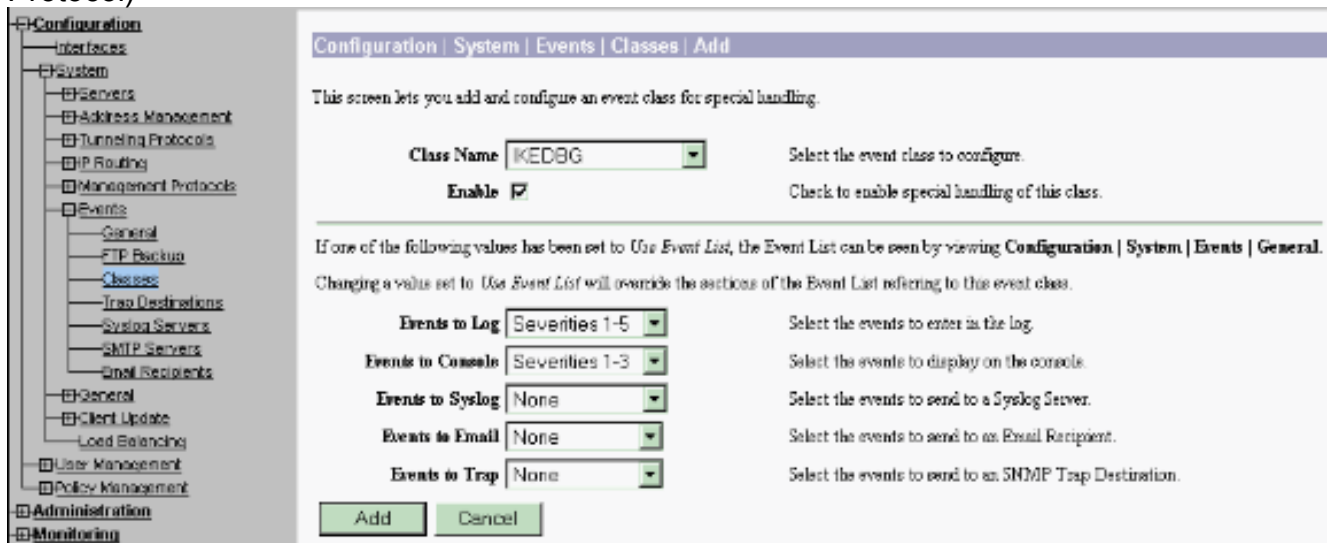 Protocol)
Configuration
Interfaces
System
Servers
Address Management
Tunneling Protocols
IP Routing
Management Protocols
Events
General
FTP Backup
Classes
Trap Destinations
Syslog Servers
SMTP Servers
Email Recipients
General
Client Update
Load Balancing
User Management
Policy Management
Administration
Monitoring
Configuration | System | Events | Classes | Add
This screen lets you add and configure an event class for special handling.
Class Name IKEDBG Select the event class to configure.
Enable Check to enable special handling of this class.
If one of the following values has been set to Use Event List, the Event List can be seen by viewing Configuration | System | Events | General.
Changing a value set to Use Event List will override the sections of the Event List referring to this event class.
Events to Log Severities 1-5 Select the events to enter in the log.
Events to Console Severities 1-3 Select the events to display on the console.
Events to Syslog None Select the events to send to a Syslog Server.
Events to Email None Select the events to send to an Email Recipient.
Events to Trap None Select the events to send to an SNMP Trap Destination.
Add Cancel